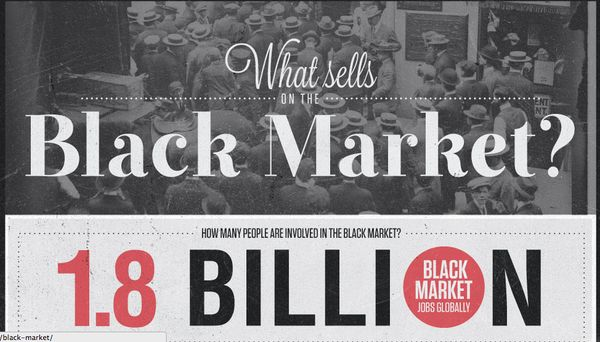 What sells
ON THE
Black Market?
HOW MANY PEOPLE ARE INVOLVED IN THE BLACK MARKET?
1.8 BILLION
BLACK
MARKET
JOBS GLOBALLY
/black-market/